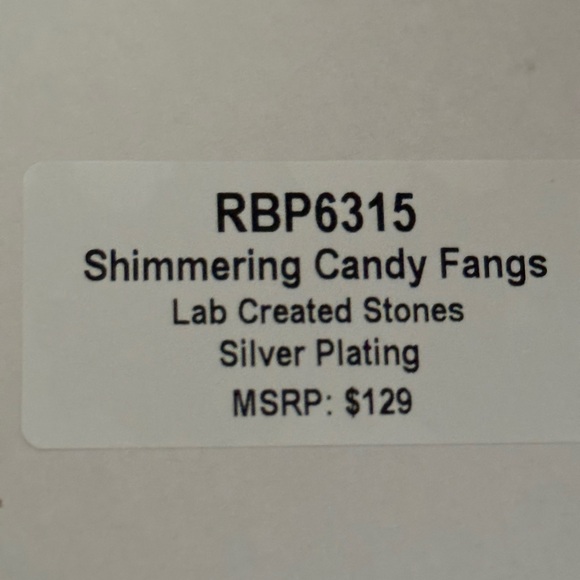 RBP6315
Shimmering Candy Fangs
Lab Created Stones
Silver Plating
MSRP: $129